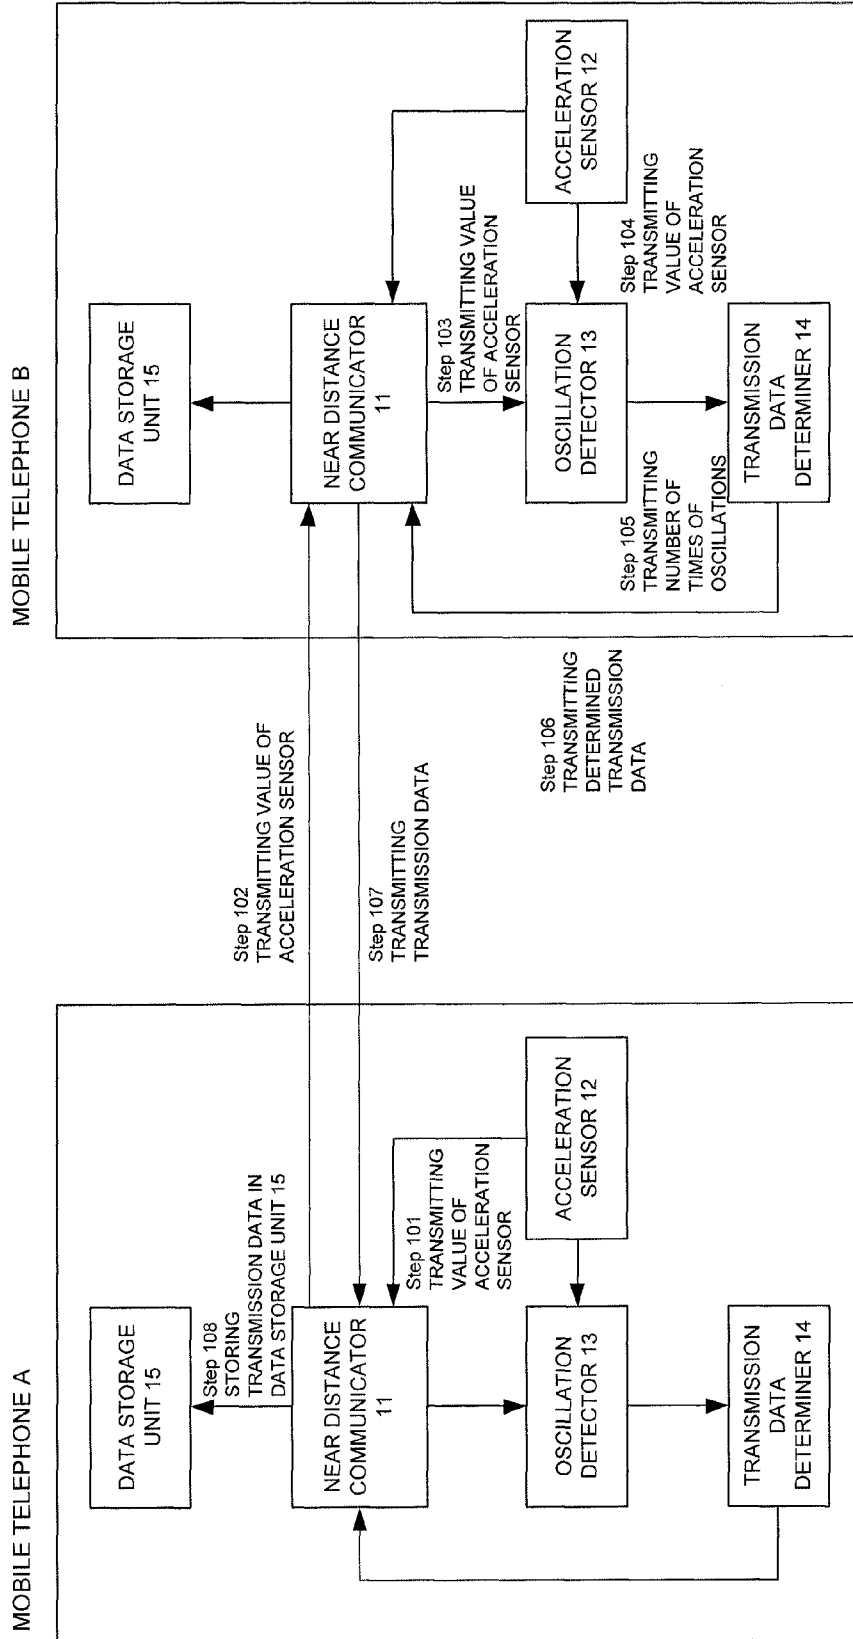 MOBILE TELEPHONE A
DATA STORAGE
UNIT 15
Step 108
STORING
TRANSMISSION DATA IN
DATA STORAGE UNIT 15
NEAR DISTANCE
COMMUNICATOR
11
Step 101
TRANSMITTING
VALUE OF
ACCELERATION
SENSOR
OSCILLATION
DETECTOR 13
ACCELERATION
SENSOR 12
TRANSMISSION
DATA
DETERMINER 14
Step 102
TRANSMITTING VALUE OF
ACCELERATION SENSOR
Step 107
TRANSMITTING
TRANSMISSION DATA
Step 106
TRANSMITTING
DETERMINED
TRANSMISSION
DATA
MOBILE TELEPHONE B
DATA STORAGE
UNIT 15
NEAR DISTANCE
COMMUNICATOR
11
Step 103
TRANSMITTING VALUE
OF ACCELERATION
SENSOR
OSCILLATION
DETECTOR 13
ACCELERATION
SENSOR 12
Step 104
TRANSMITTING
VALUE OF
ACCELERATION
SENSOR
Step 105
TRANSMITTING
NUMBER OF
TIMES OF
OSCILLATIONS
TRANSMISSION
DATA
DETERMINER 14